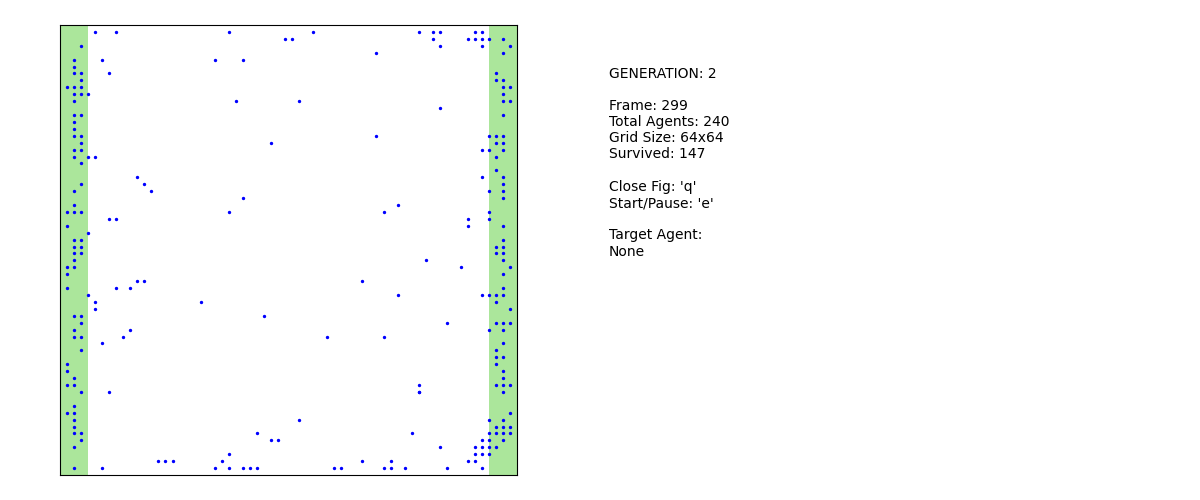 GENERATION: 2
Frame: 299
Total Agents: 240
Grid Size: 64x64
Survived: 147
Close Fig: 'q'
Start/Pause: 'e'
Target Agent:
None